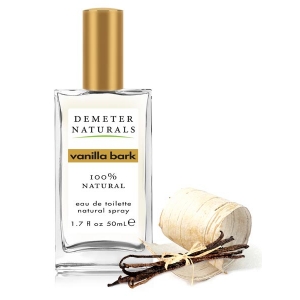 DEMETER
NATURALS
vanilla bark
100%
NATURAL
eau de toilette
natural spray
1.7 fl oz 50mL℮